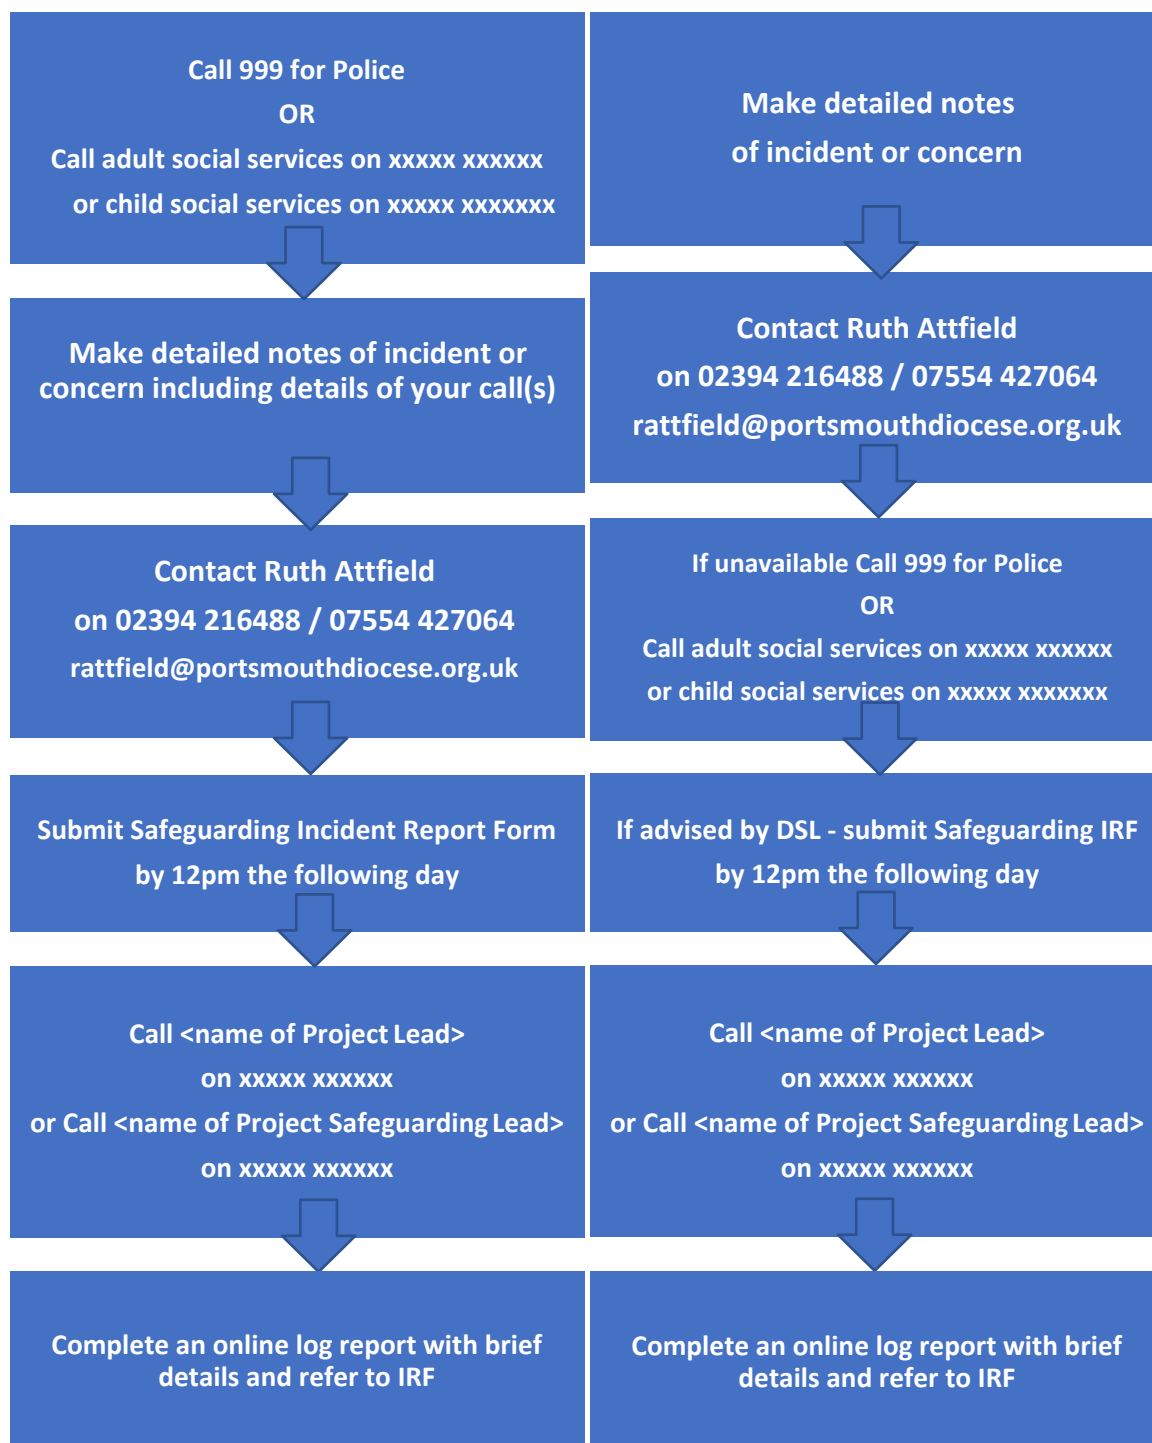 Call 999 for Police
OR
Call adult social services on xxxxx xxxxxx
or child social services on xxxxx xxxxxxx
Make detailed notes of incident or
concern including details of your call(s)
Contact Ruth Attfield
on 02394 216488 / 07554 427064
rattfield@portsmouthdiocese.org.uk
Submit Safeguarding Incident Report Form
by 12pm the following day
Call <name of Project Lead>
on xxxxx xxxxxx
or Call <name of Project Safeguarding Lead>
on xxxxx xxxxxx
Complete an online log report with brief
details and refer to IRF
Make detailed notes
of incident or concern
Contact Ruth Attfield
on 02394 216488 / 07554 427064
rattfield@portsmouthdiocese.org.uk
If unavailable Call 999 for Police
OR
Call adult social services on xxxxx xxxxxx
or child social services on xxxxx xxxxxxx
If advised by DSL - submit Safeguarding IRF
by 12pm the following day
Call <name of Project Lead>
on xxxxx xxxxxx
or Call <name of Project Safeguarding Lead>
on xxxxx xxxxxx
Complete an online log report with brief
details and refer to IRF